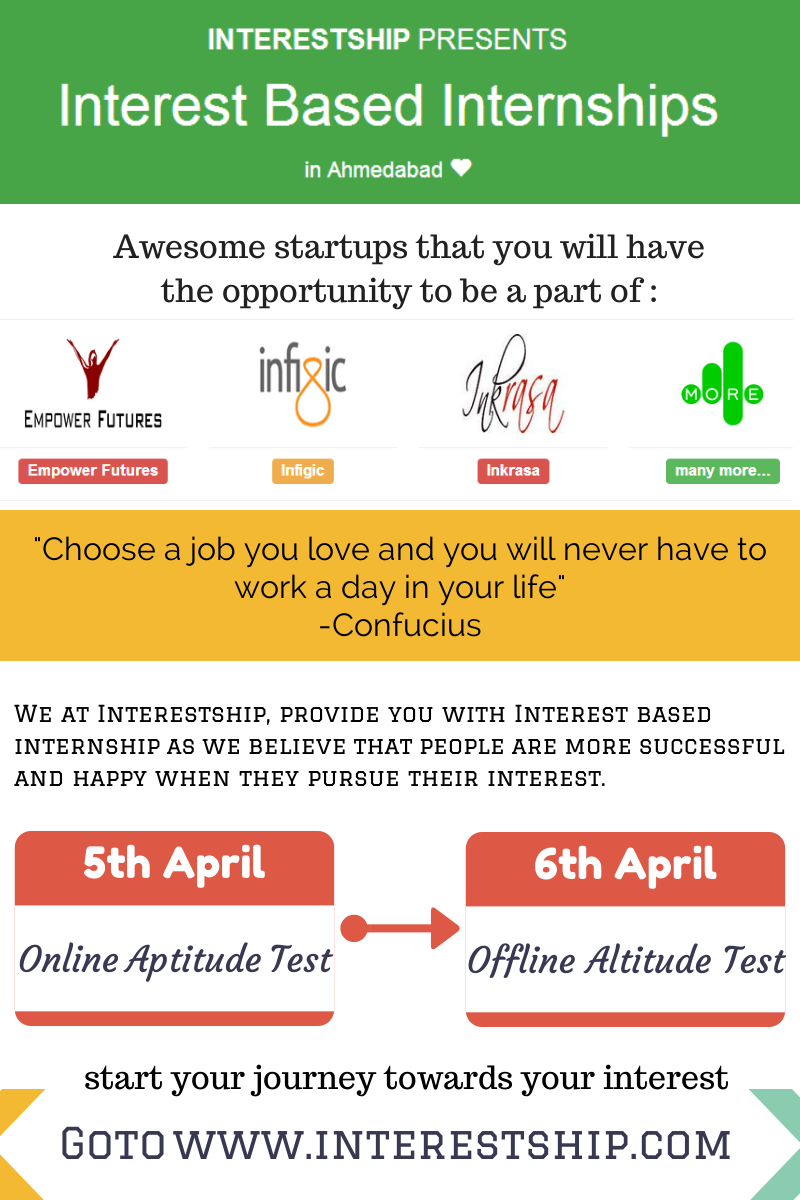 INTERESTSHIP PRESENTS
Interest Based Internships
in Ahmedabad
Awesome startups that you will have
the opportunity to be a part of :
EMPOWER FUTURES
infigic
Inkrasa
MORE
Empower Futures
Infigic
Inkrasa
many more...
"Choose a job you love and you will never have to
work a day in your life"
-Confucius
We at Interestship, provide you with Interest based
internship as we believe that people are more successful
and happy when they pursue their interest.
5th April
6th April
Online Aptitude Test
Offline Altitude Test
start your journey towards your interest
Goto www.interestship.com